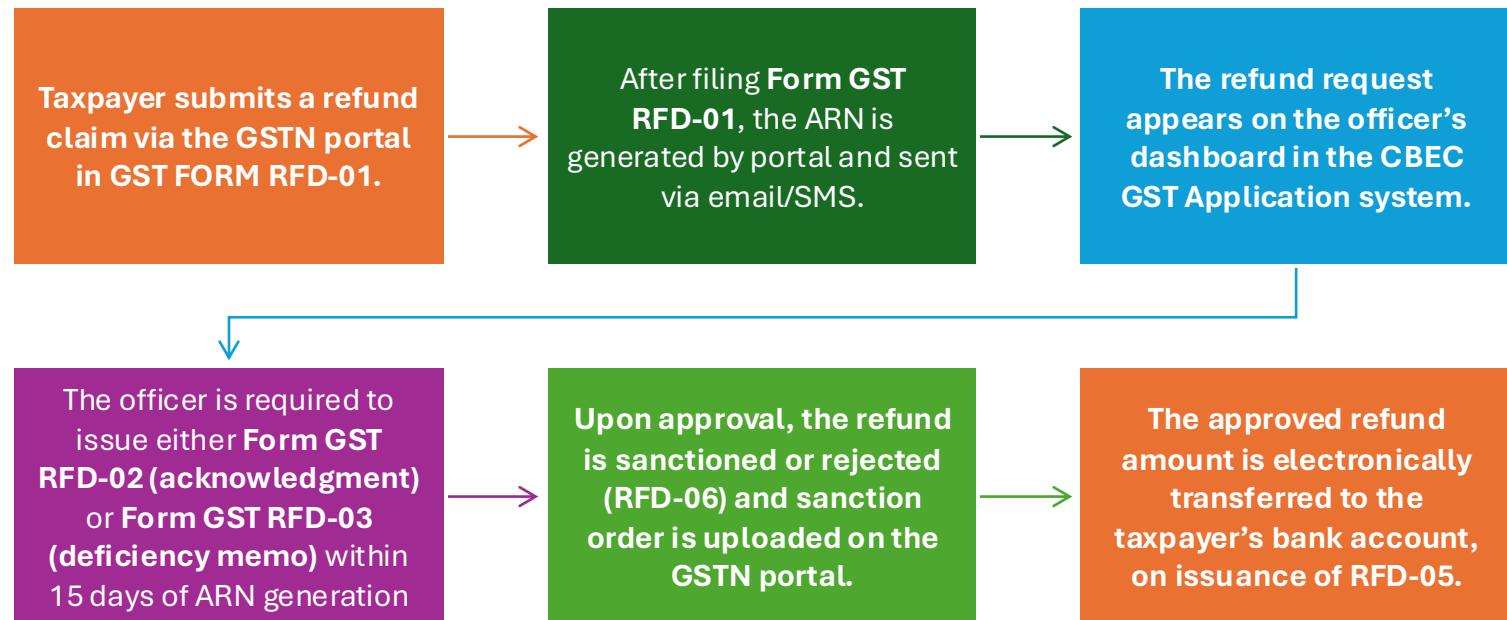 Taxpayer submits a refund
claim via the GSTN portal
in GST FORM RFD-01.
After filing Form GST
RFD-01, the ARN is
generated by portal and sent
via email/SMS.
The refund request
appears on the officer’s
dashboard in the CBEC
GST Application system.
The officer is required to
issue either Form GST
RFD-02 (acknowledgment)
or Form GST RFD-03
(deficiency memo) within
15 days of ARN generation
Upon approval, the refund
is sanctioned or rejected
(RFD-06) and sanction
order is uploaded on the
GSTN portal.
The approved refund
amount is electronically
transferred to the
taxpayer’s bank account,
on issuance of RFD-05.